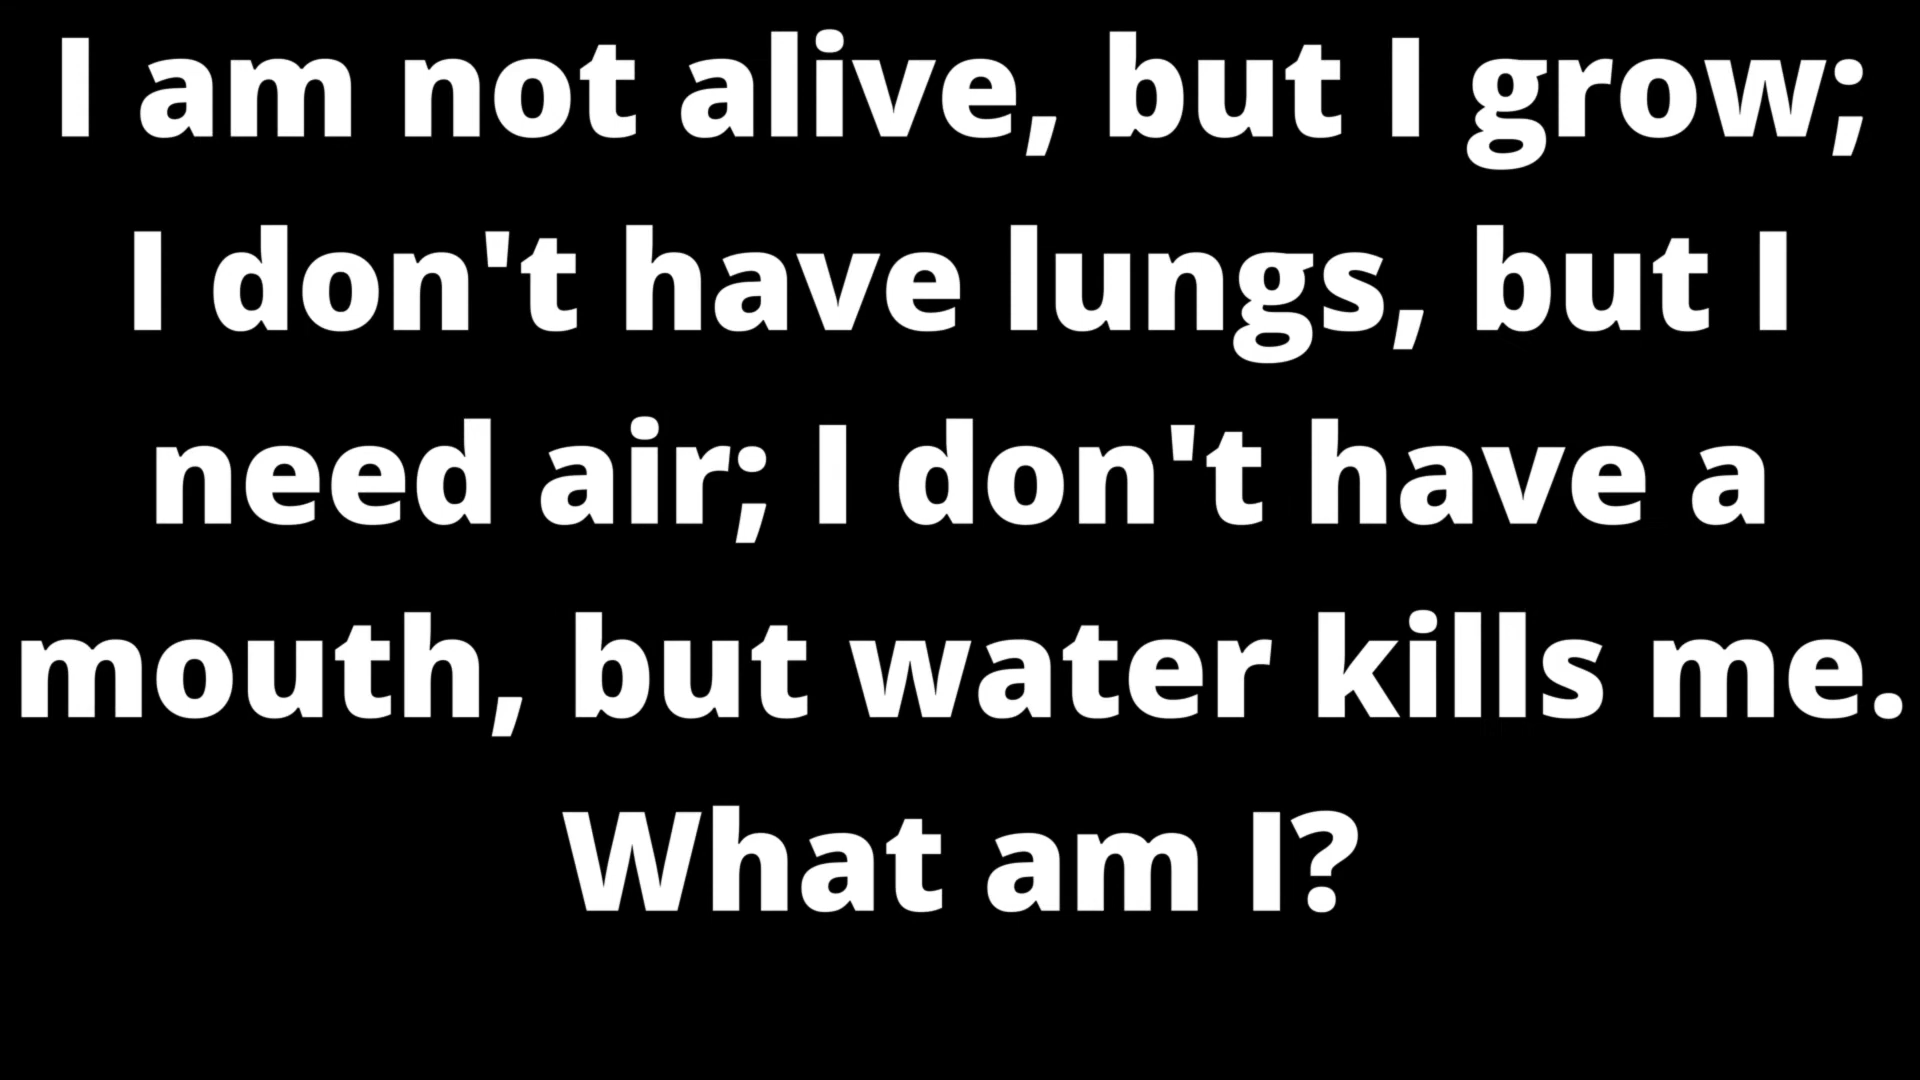 I am not alive, but I grow;
I don't have lungs, but I
need air; I don't have a
mouth, but water kills me.
What am I?